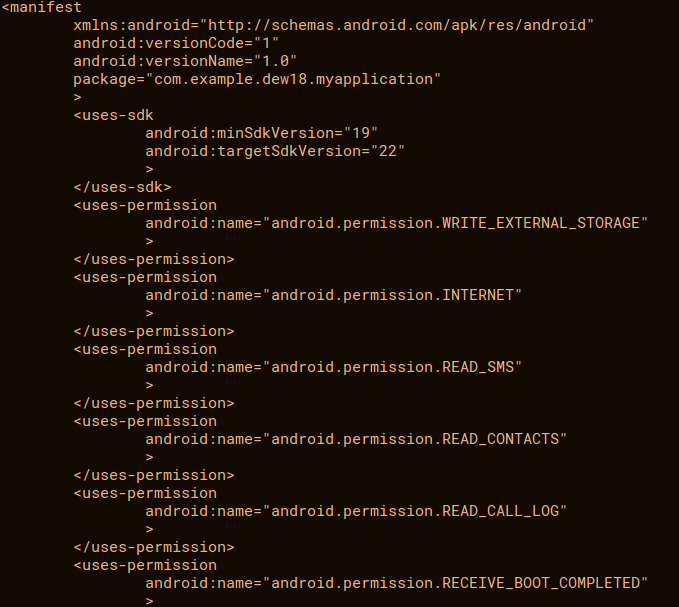 <manifest
xmlns:android="http://schemas.android.com/apk/res/android"
android:versionCode="1"
android:versionName="1.0"
package="com.example.dew18.myapplication"
>
<uses-sdk
android:minSdkVersion="19"
android:targetSdkVersion="22"
>
</uses-sdk>
<uses-permission
android:name="android.permission.WRITE_EXTERNAL_STORAGE"
>
</uses-permission>
<uses-permission
android:name="android.permission.INTERNET"
>
</uses-permission>
<uses-permission
android:name="android.permission.READ_SMS"
>
</uses-permission>
<uses-permission
android:name="android.permission.READ_CONTACTS"
>
</uses-permission>
<uses-permission
android:name="android.permission.READ_CALL_LOG"
>
</uses-permission>
<uses-permission
android:name="android.permission.RECEIVE_BOOT_COMPLETED"
>